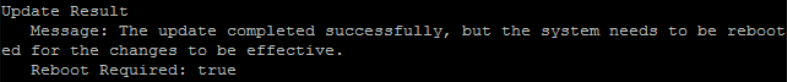 Update Result
Message: The update completed successfully, but the system needs to be reboot
ed for the changes to be effective.
Reboot Required: true